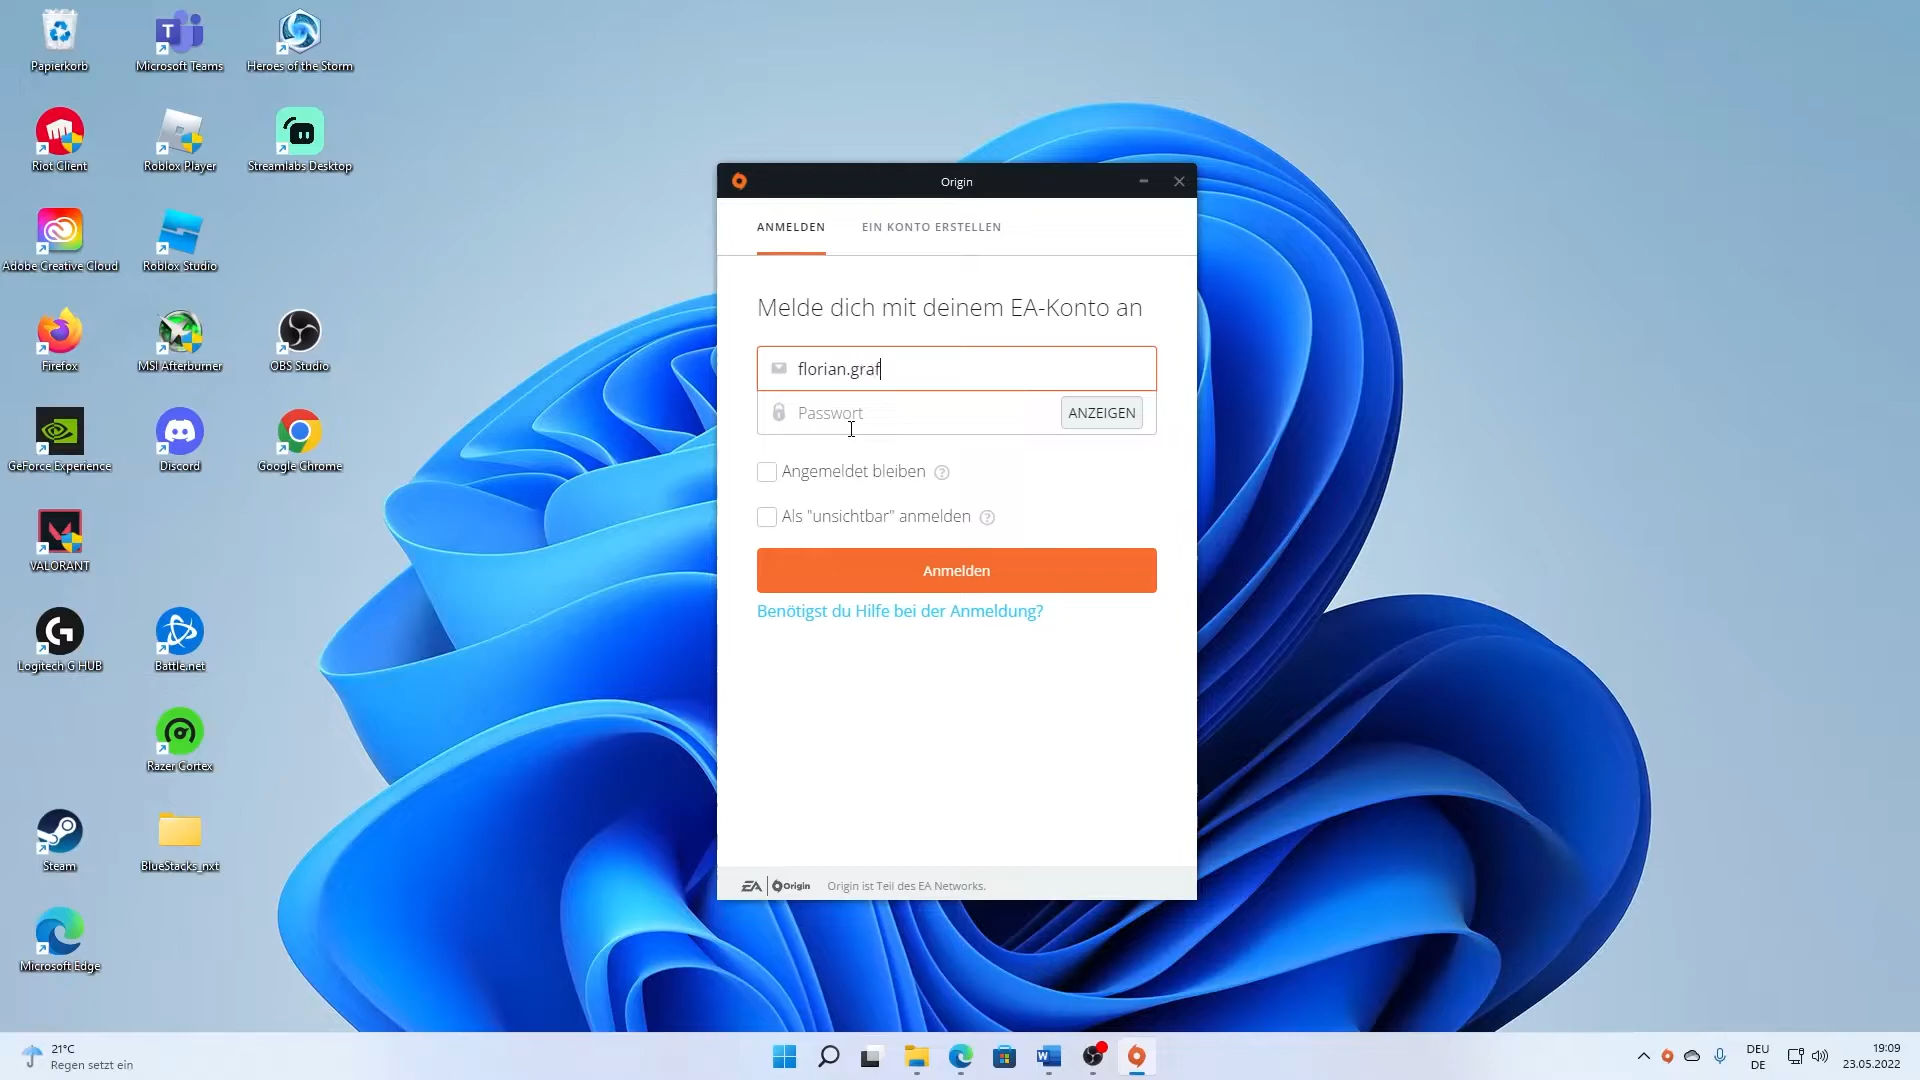 Papierkorb
Microsoft Teams
Heroes of the Storm
Riot Client
Roblox Player
Streamlabs Desktop
Adobe Creative Cloud
Roblox Studio
Firefox
MSI Afterburner
OBS Studio
GeForce Experience
Discord
Google Chrome
VALORANT
Logitech G HUB
Battle.net
Razer Cortex
Steam
BlueStacks_nxt
Microsoft Edge
Origin
ANMELDEN
EIN KONTO ERSTELLEN
Melde dich mit deinem EA-Konto an
florian.graf
Passwort
ANZEIGEN
Angemeldet bleiben
Als "unsichtbar" anmelden
Anmelden
Benötigst du Hilfe bei der Anmeldung?
EA Origin
Origin ist Teil des EA Networks.
21°C
Regen setzt ein
DEU
DE
19:09
23.05.2022